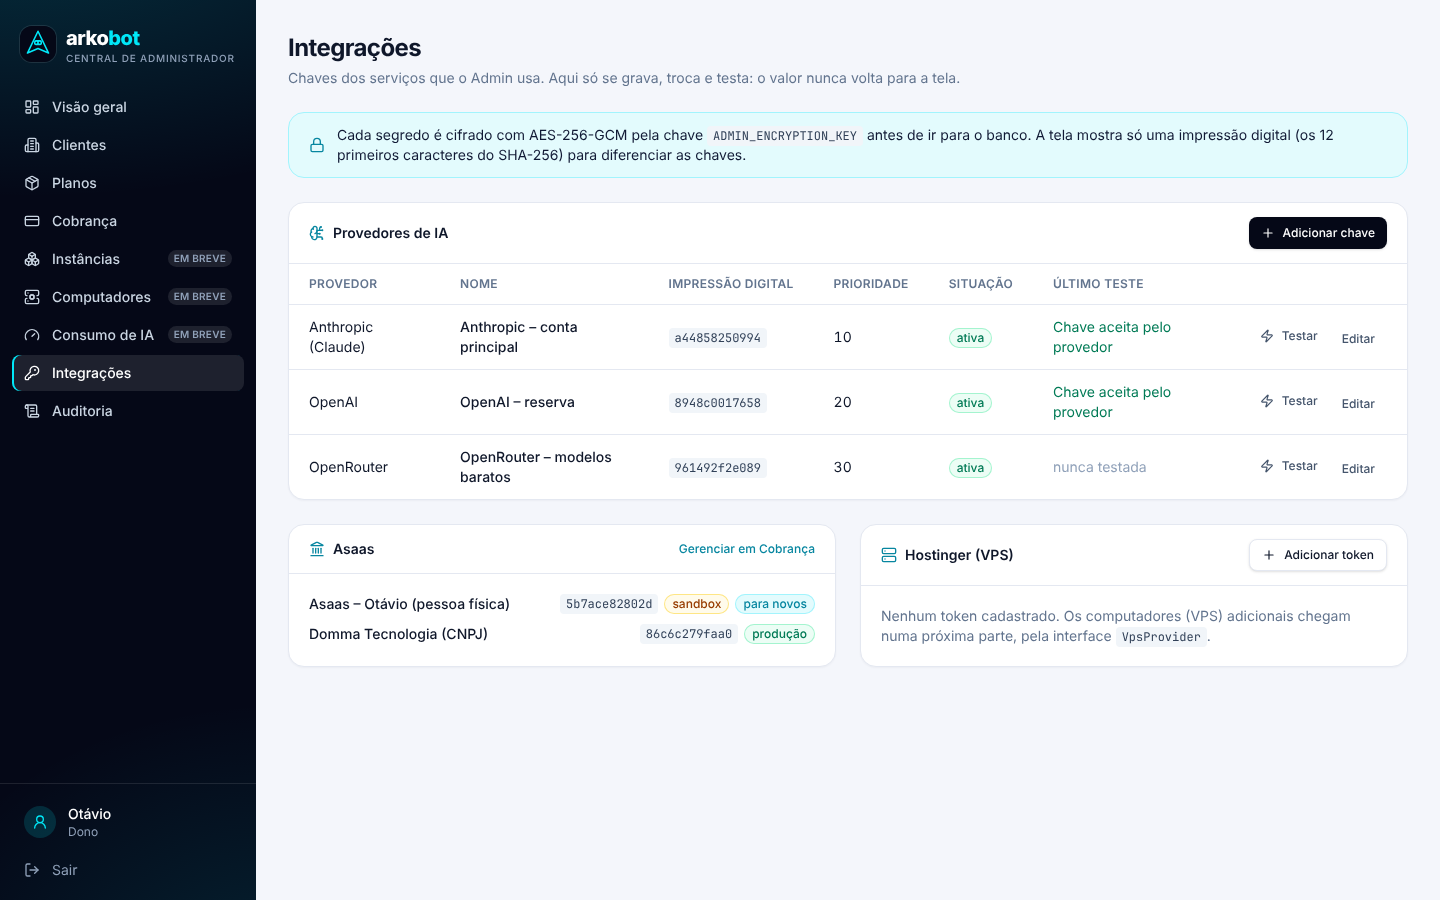 arkobot
CENTRAL DE ADMINISTRADOR
Visão geral
Clientes
Planos
Cobrança
Instâncias EM BREVE
Computadores EM BREVE
Consumo de IA EM BREVE
Integrações
Auditoria
Otávio
Dono
Sair
Integrações
Chaves dos serviços que o Admin usa. Aqui só se grava, troca e testa: o valor nunca volta para a tela.
Cada segredo é cifrado com AES-256-GCM pela chave ADMIN_ENCRYPTION_KEY antes de ir para o banco. A tela mostra só uma impressão digital (os 12
primeiros caracteres do SHA-256) para diferenciar as chaves.
Provedores de IA
Adicionar chave
PROVEDOR NOME IMPRESSÃO DIGITAL PRIORIDADE SITUAÇÃO ÚLTIMO TESTE
Anthropic
(Claude)
Anthropic – conta
principal
a44858250994
10
ativa
Chave aceita pelo
provedor
Testar
Editar
OpenAI
OpenAI – reserva
8948c0017658
20
ativa
Chave aceita pelo
provedor
Testar
Editar
OpenRouter
OpenRouter – modelos
baratos
961492f2e089
30
ativa
nunca testada
Testar
Editar
Asaas
Gerenciar em Cobrança
Asaas – Otávio (pessoa física) 5b7ace82802d sandbox para novos
Domma Tecnologia (CNPJ) 86c6c279faa0 produção
Hostinger (VPS)
Adicionar token
Nenhum token cadastrado. Os computadores (VPS) adicionais chegam
numa próxima parte, pela interface VpsProvider.